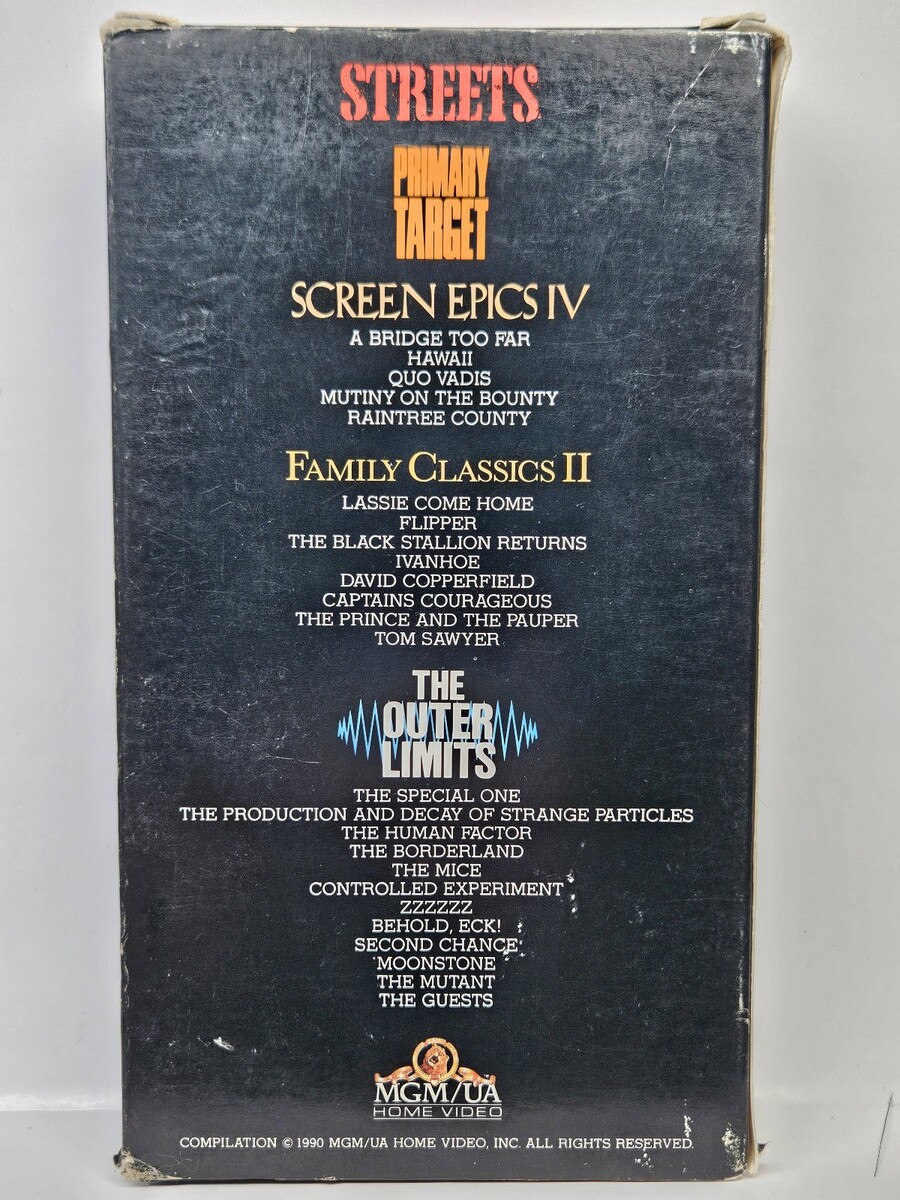 STREETS
PRIMARY
TARGET
SCREEN EPICS IV
A BRIDGE TOO FAR
HAWAII
QUO VADIS
MUTINY ON THE BOUNTY
RAINTREE COUNTY
FAMILY CLASSICS II
LASSIE COME HOME
FLIPPER
THE BLACK STALLION RETURNS
IVANHOE
DAVID COPPERFIELD
CAPTAINS COURAGEOUS
THE PRINCE AND THE PAUPER
TOM SAWYER
THE
OUTER
LIMITS
THE SPECIAL ONE
THE PRODUCTION AND DECAY OF STRANGE PARTICLES
THE HUMAN FACTOR
THE BORDERLAND
THE MICE
CONTROLLED EXPERIMENT
ZZZZZZ
BEHOLD, ECK!
SECOND CHANCE
MOONSTONE
THE MUTANT
THE GUESTS
MGM/UA
HOME VIDEO
COMPILATION © 1990 MGM/UA HOME VIDEO, INC. ALL RIGHTS RESERVED.